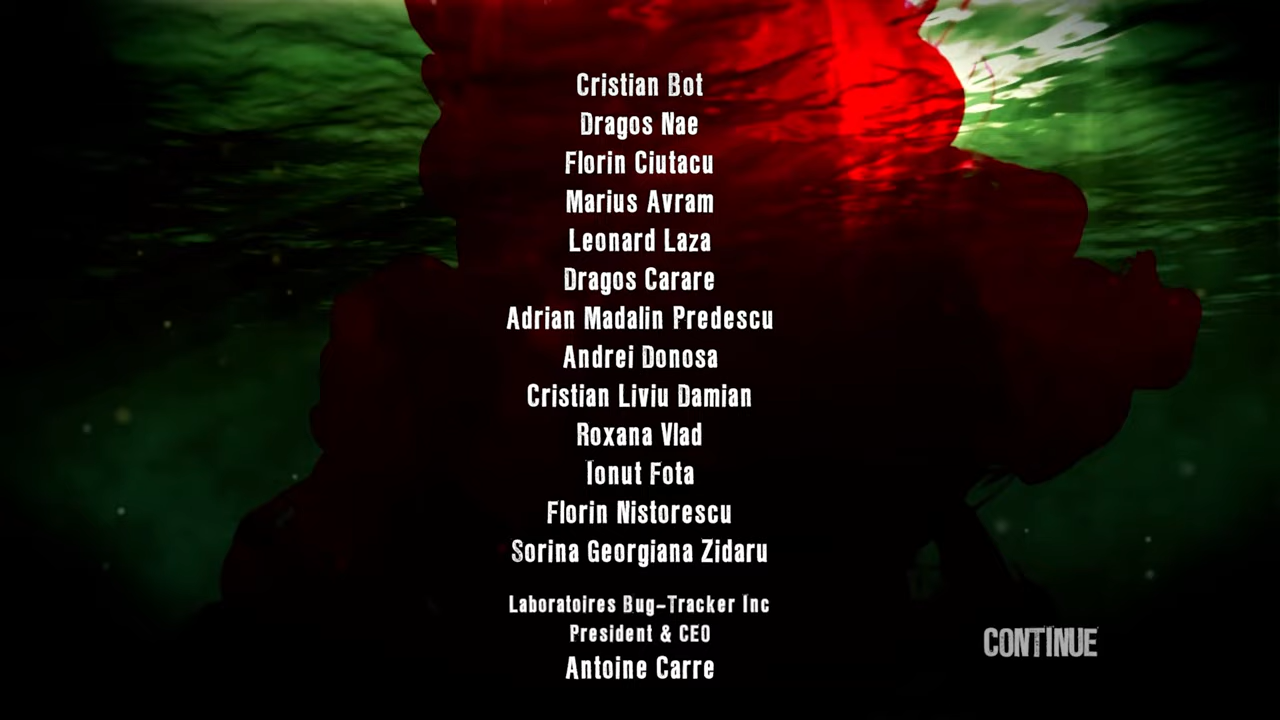 Cristian Bot
Dragos Nae
Florin Ciutacu
Marius Avram
Leonard Laza
Dragos Carare
Adrian Madalin Predescu
Andrei Donosa
Cristian Liviu Damian
Roxana Vlad
Ionut Fota
Florin Nistorescu
Sorina Georgiana Zidaru
Laboratoires Bug-Tracker Inc
President & CEO
Antoine Carre
CONTINUE